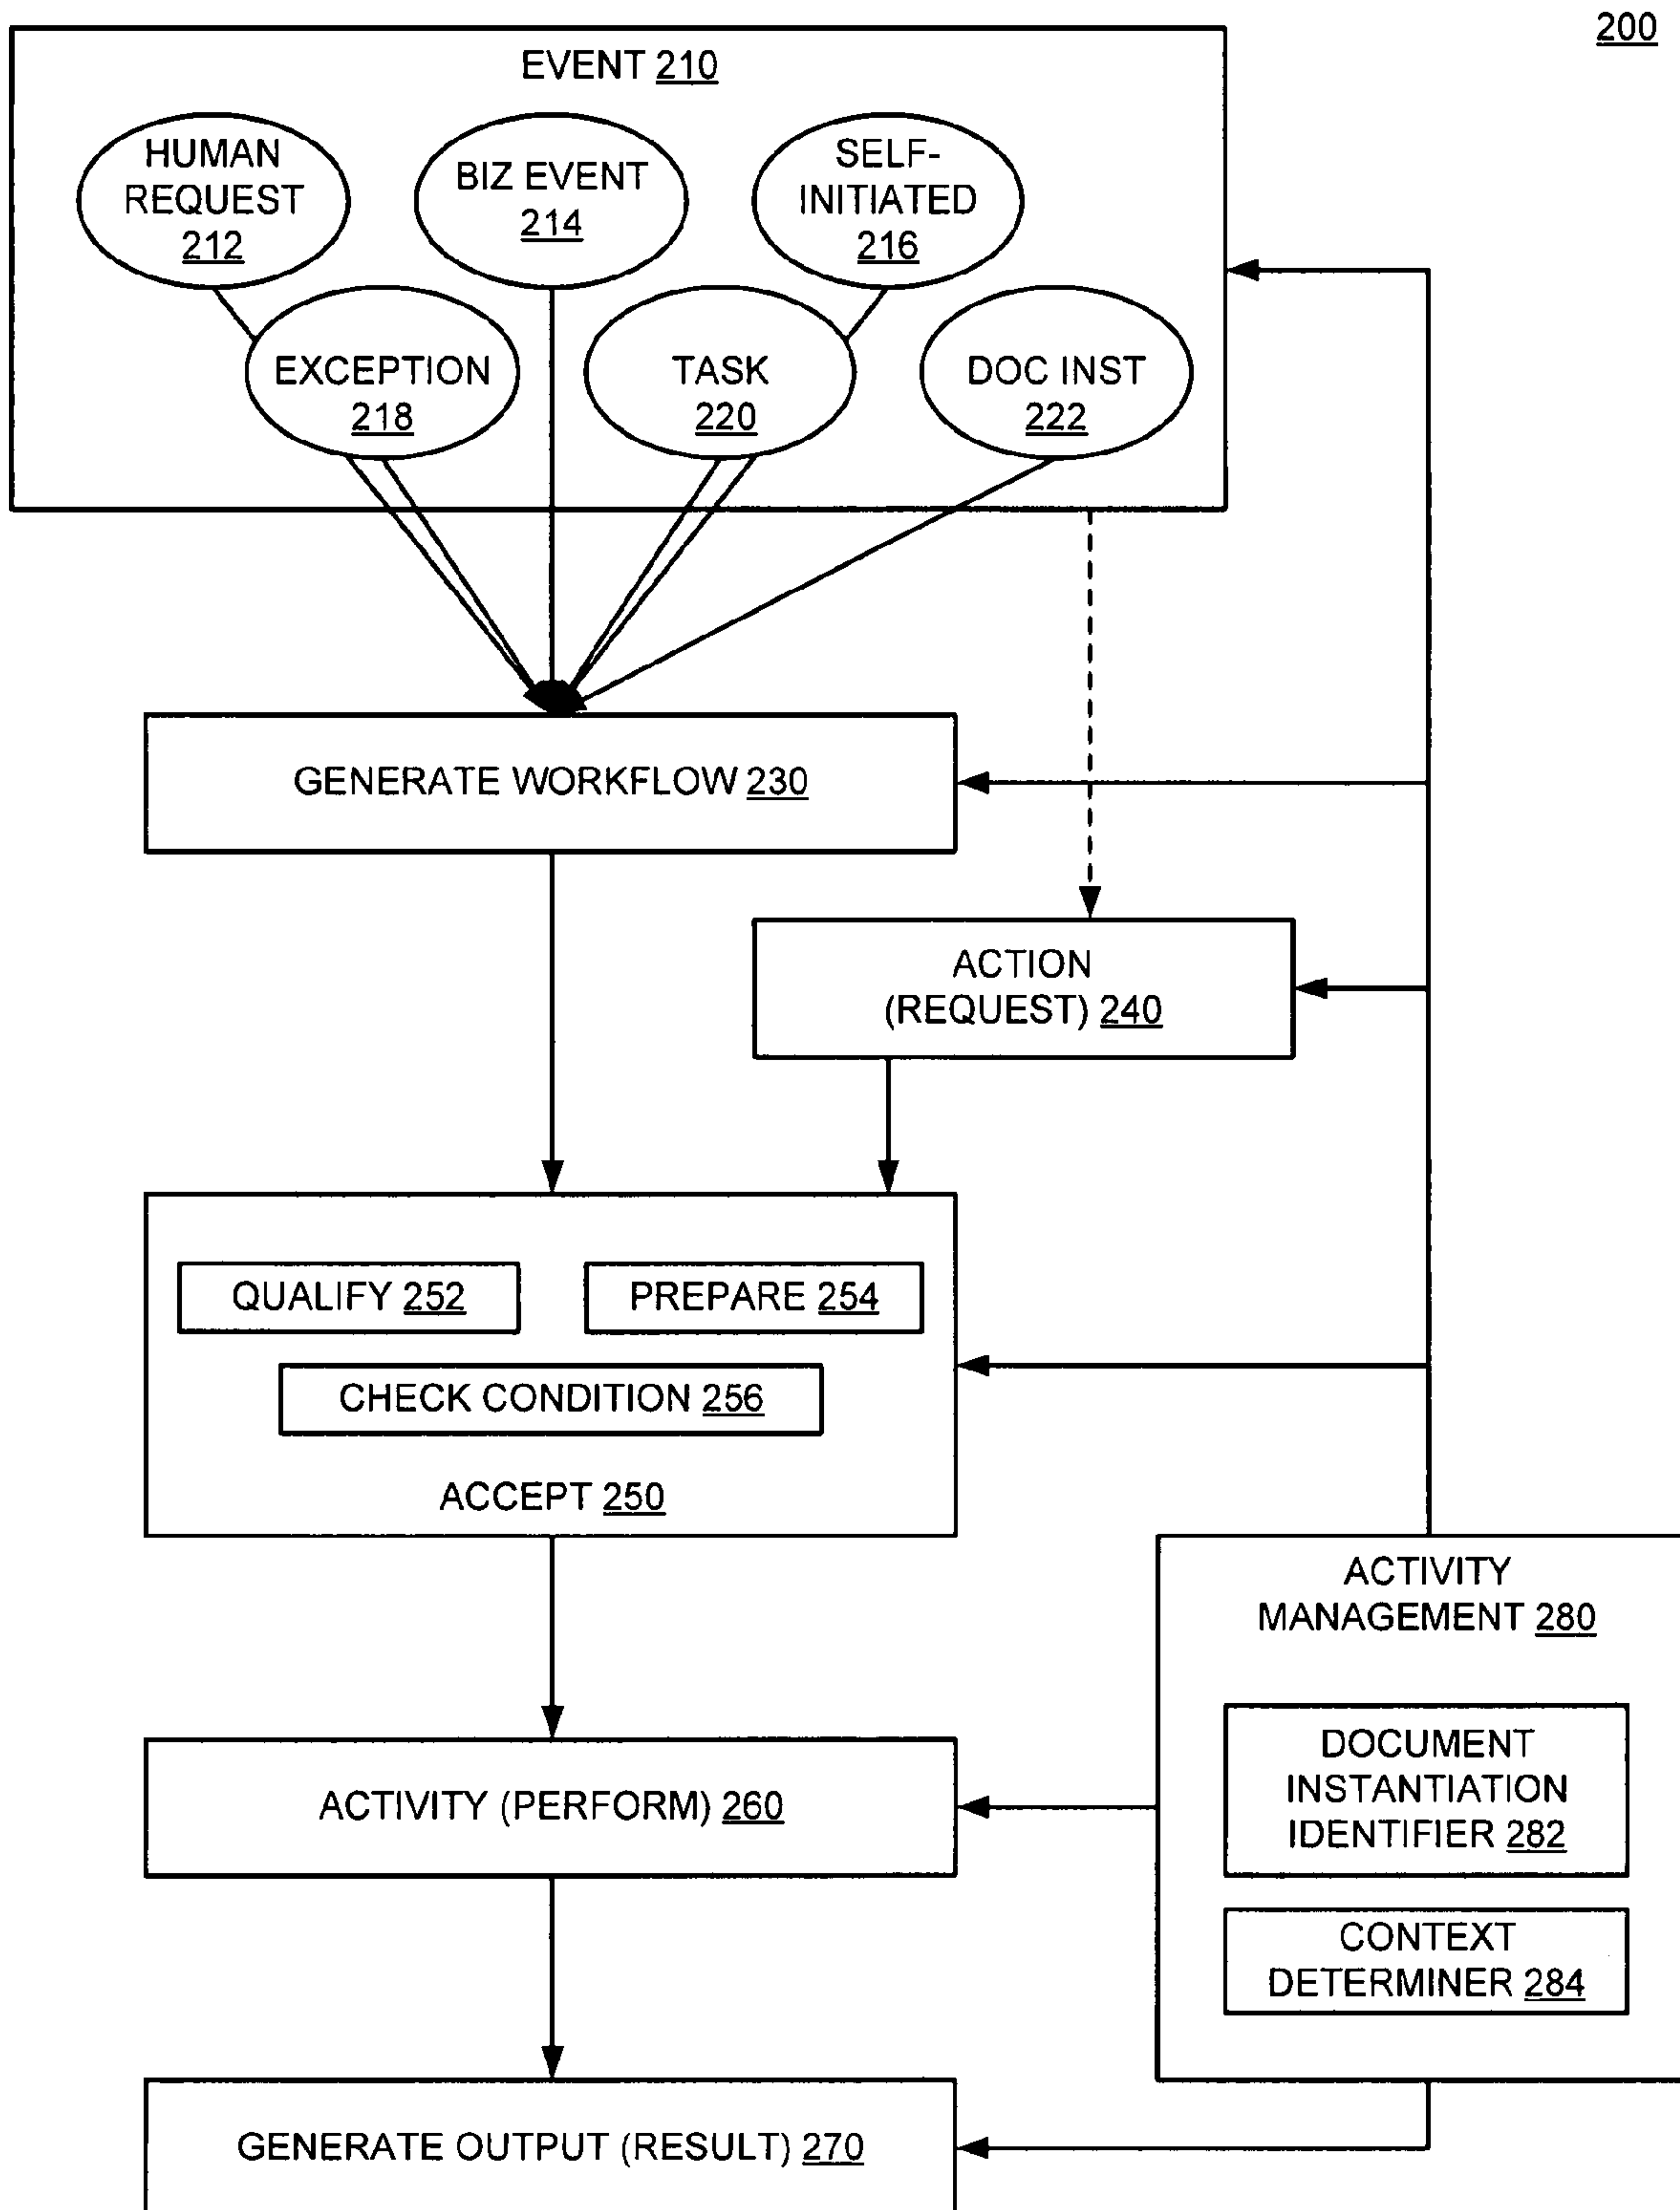 200
EVENT 210
HUMAN
REQUEST
212
BIZ EVENT
214
SELF-
INITIATED
216
EXCEPTION
218
TASK
220
DOC INST
222
GENERATE WORKFLOW 230
ACTION
(REQUEST) 240
QUALIFY 252
PREPARE 254
CHECK CONDITION 256
ACCEPT 250
ACTIVITY
MANAGEMENT 280
DOCUMENT
INSTANTIATION
IDENTIFIER 282
ACTIVITY (PERFORM) 260
CONTEXT
DETERMINER 284
GENERATE OUTPUT (RESULT) 270